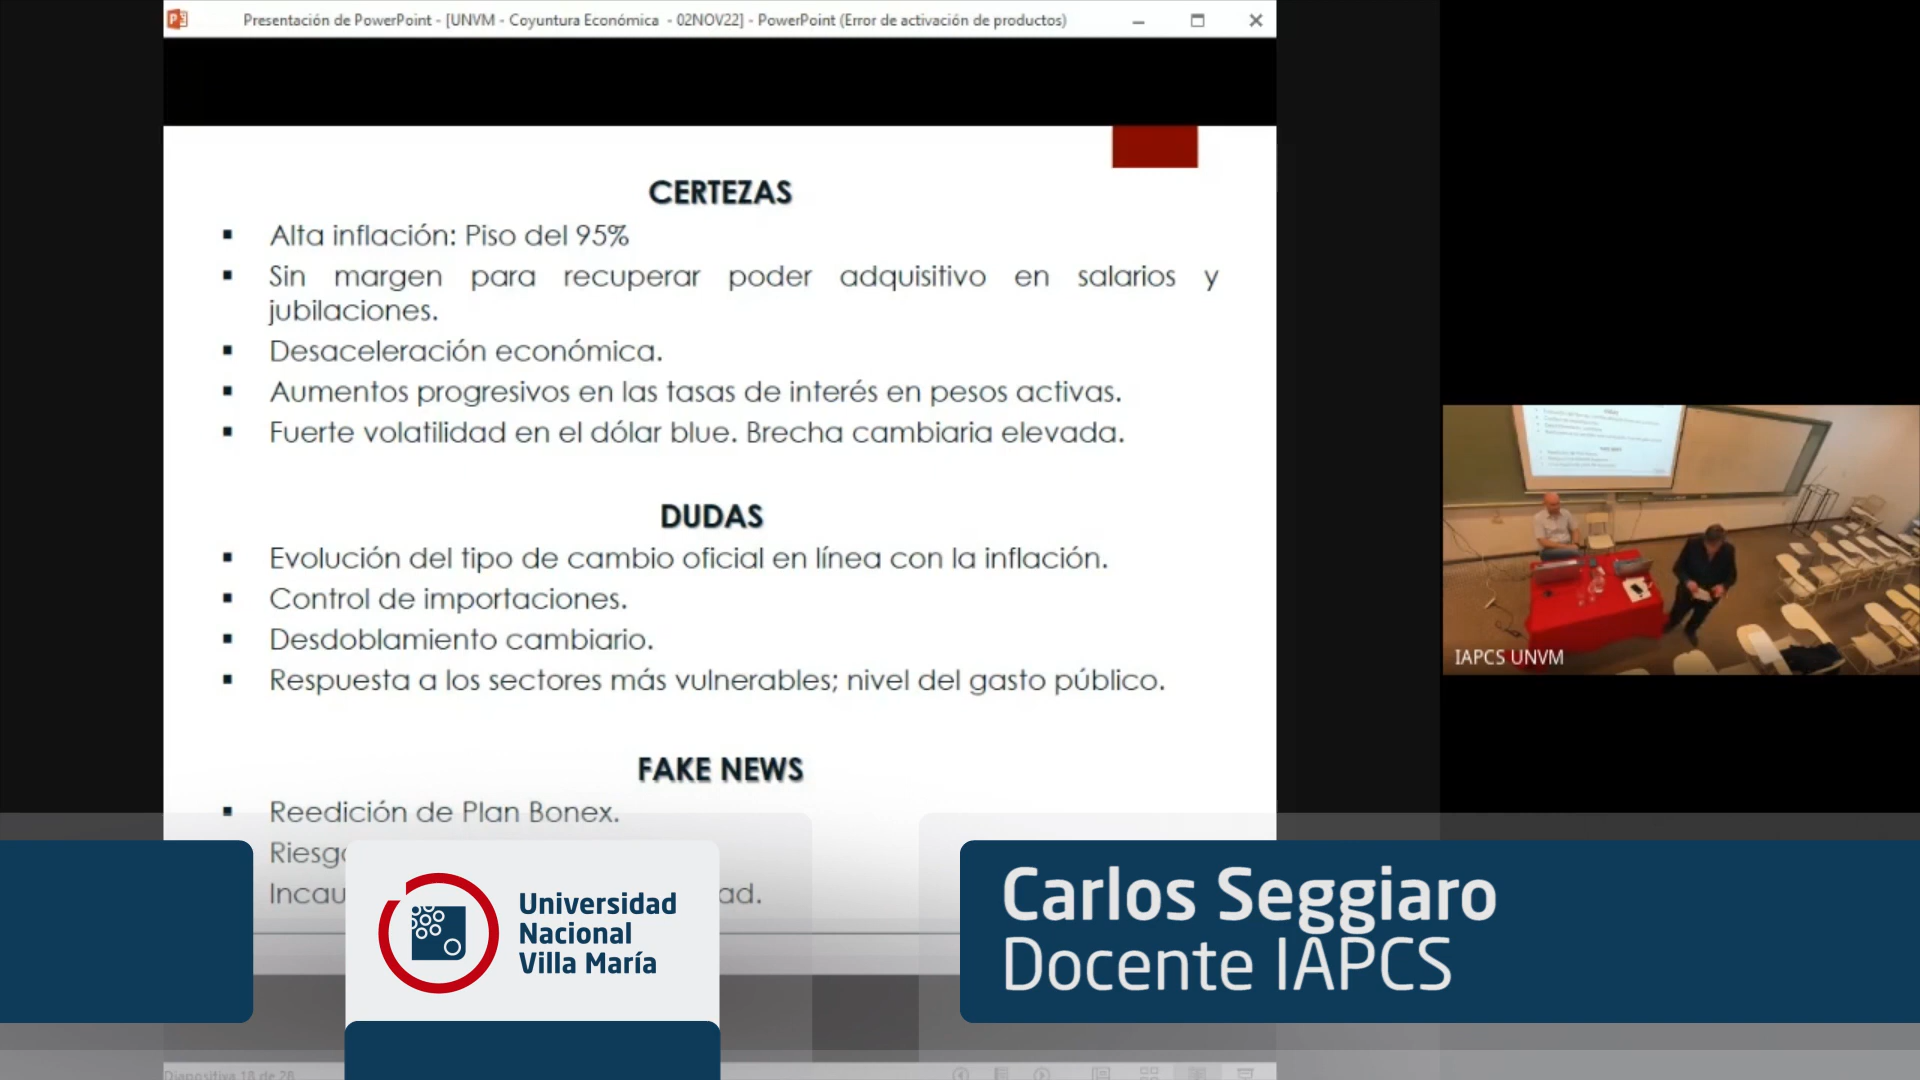 Presentación de PowerPoint - [UNVM - Coyuntura Económica - 02NOV22] - PowerPoint (Error de activación de productos)
CERTEZAS
▪ Alta inflación: Piso del 95%
▪ Sin margen para recuperar poder adquisitivo en salarios y
jubilaciones.
▪ Desaceleración económica.
▪ Aumentos progresivos en las tasas de interés en pesos activas.
▪ Fuerte volatilidad en el dólar blue. Brecha cambiaria elevada.
DUDAS
▪ Evolución del tipo de cambio oficial en línea con la inflación.
▪ Control de importaciones.
▪ Desdoblamiento cambiario.
▪ Respuesta a los sectores más vulnerables; nivel del gasto público.
FAKE NEWS
▪ Reedición de Plan Bonex.
IAPCS UNVM
Universidad
Nacional
Villa María
Carlos Seggiaro
Docente IAPCS
Diapositiva 18 de 28